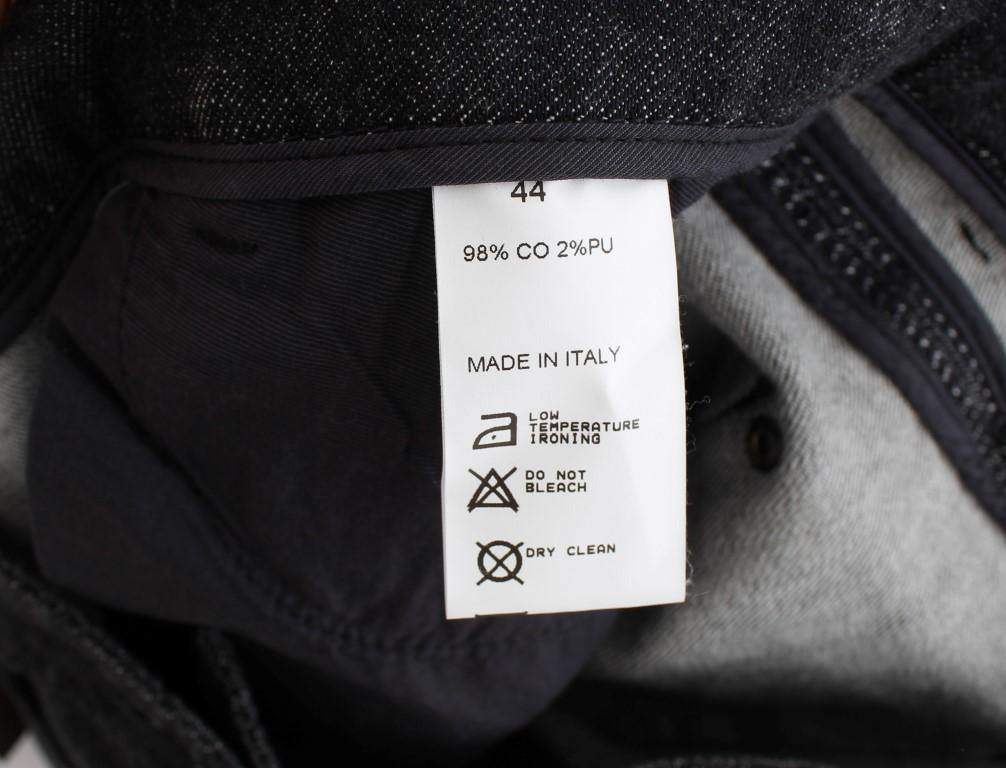 44
98% CO 2%PU
MADE IN ITALY
LOW
TEMPERATURE
IRONING
DO NOT
BLEACH
DRY CLEAN